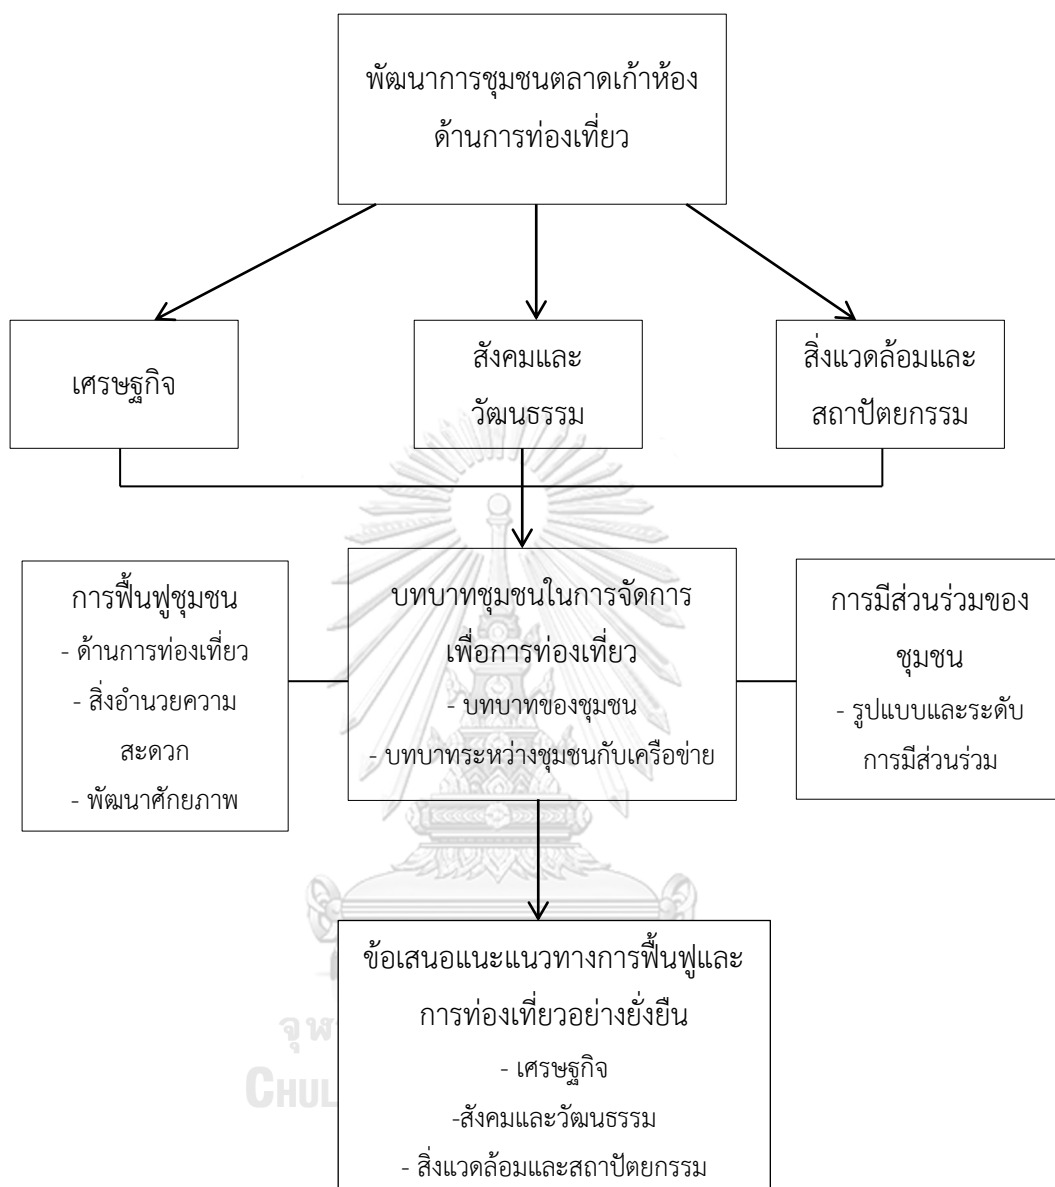 พัฒนาการชุมชนตลาดเก้าห้อง
ด้านการท่องเที่ยว
เศรษฐกิจ
สังคมและ
วัฒนธรรม
สิ่งแวดล้อมและ
สถาปัตยกรรม
การฟื้นฟูชุมชน
- ด้านการท่องเที่ยว
- สิ่งอำนวยความ
สะดวก
- พัฒนาศักยภาพ
บทบาทชุมชนในการจัดการ
เพื่อการท่องเที่ยว
- บทบาทของชุมชน
- บทบาทระหว่างชุมชนกับเครือข่าย
การมีส่วนร่วมของ
ชุมชน
- รูปแบบและระดับ
การมีส่วนร่วม
ข้อเสนอแนะแนวทางการฟื้นฟูและ
การท่องเที่ยวอย่างยั่งยืน
- เศรษฐกิจ
-สังคมและวัฒนธรรม
- สิ่งแวดล้อมและสถาปัตยกรรม